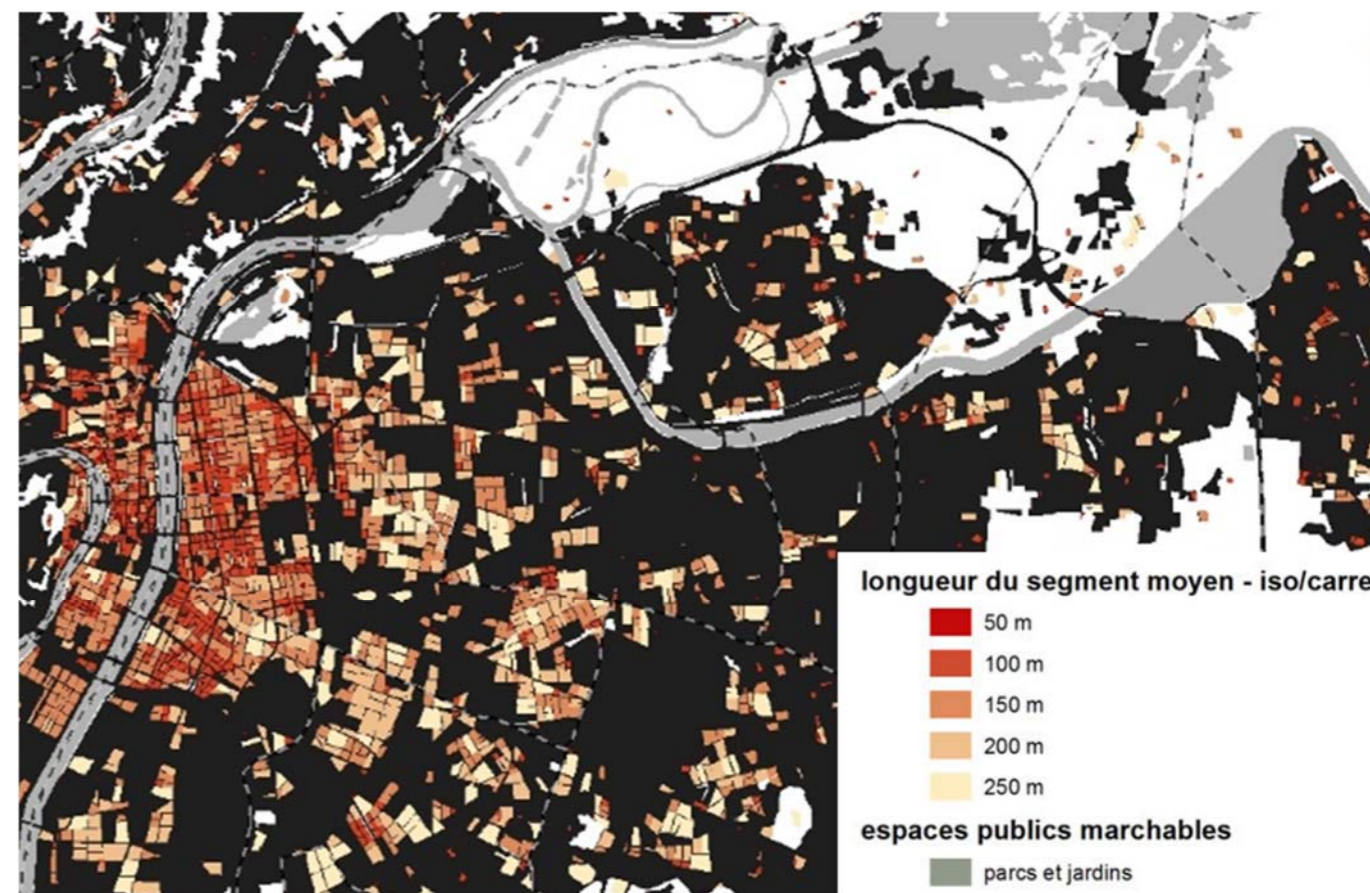 longueur du segment moyen - iso/carre
50 m
100 m
150 m
200 m
250 m
espaces publics marchables
parcs et jardins